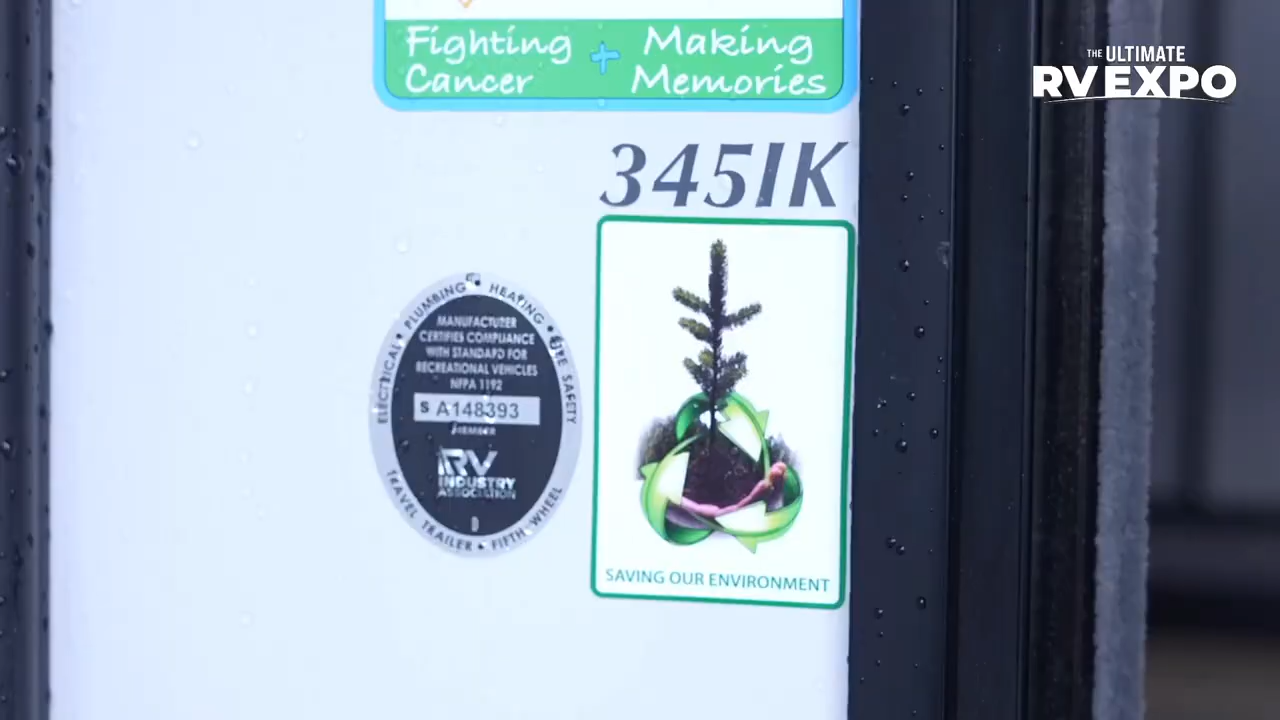 Fighting + Making
Cancer Memories
THE ULTIMATE
RV EXPO
345IK
ELECTRICAL • PLUMBING • HEATING • FIRE SAFETY
MANUFACTURER
CERTIFIES COMPLIANCE
WITH STANDARD FOR
RECREATIONAL VEHICLES
NFPA 1192
S A148393
MEMBER
RV
INDUSTRY
ASSOCIATION
TRAVEL TRAILER • FIFTH WHEEL
SAVING OUR ENVIRONMENT